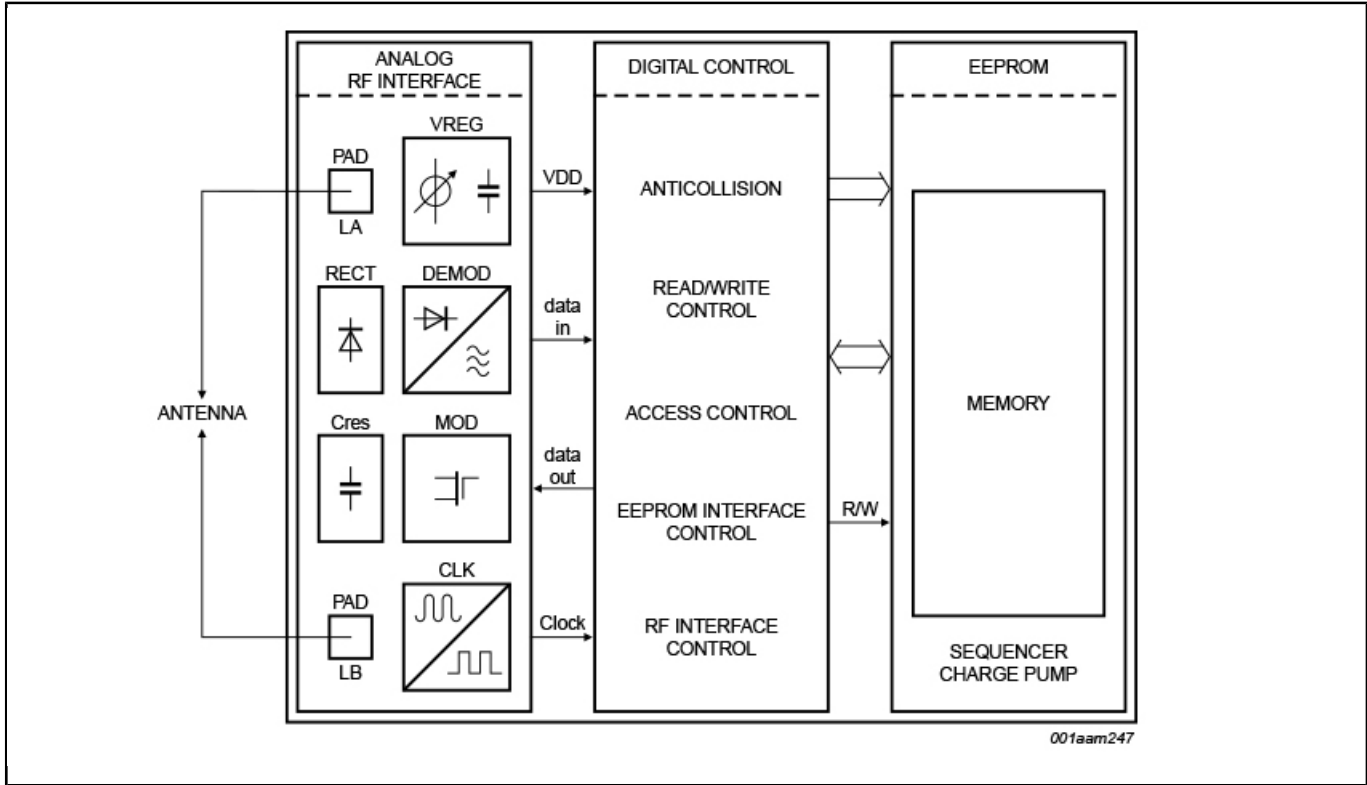 ANALOG
RF INTERFACE
VREG
PAD
LA
RECT
DEMOD
Cres
MOD
CLK
PAD
LB
ANTENNA
VDD
data
in
data
out
Clock
DIGITAL CONTROL
ANTICOLLISION
READ/WRITE
CONTROL
ACCESS CONTROL
EEPROM INTERFACE
CONTROL
RF INTERFACE
CONTROL
R/W
EEPROM
MEMORY
SEQUENCER
CHARGE PUMP
001aam247